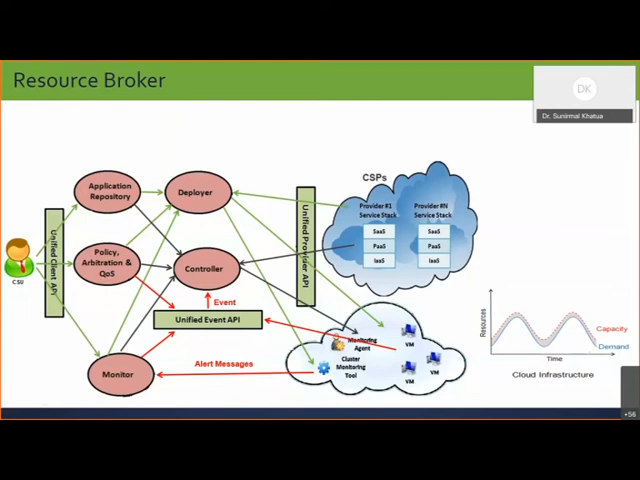 Resource Broker
DK
Dr. Sunirmal Khatua
CSPs
Application
Repository
Deployer
Provider #1
Service Stack
Provider #N
Service Stack
SaaS
PaaS
IaaS
SaaS
PaaS
IaaS
Unified Client API
Unified Provider API
CSU
Policy,
Arbitration &
QoS
Controller
Event
Unified Event API
Monitor
Alert Messages
Monitoring
Agent
Cluster
Monitoring
Tool
VM
VM
VM
Resources
Capacity
Demand
Time
Cloud Infrastructure
+56